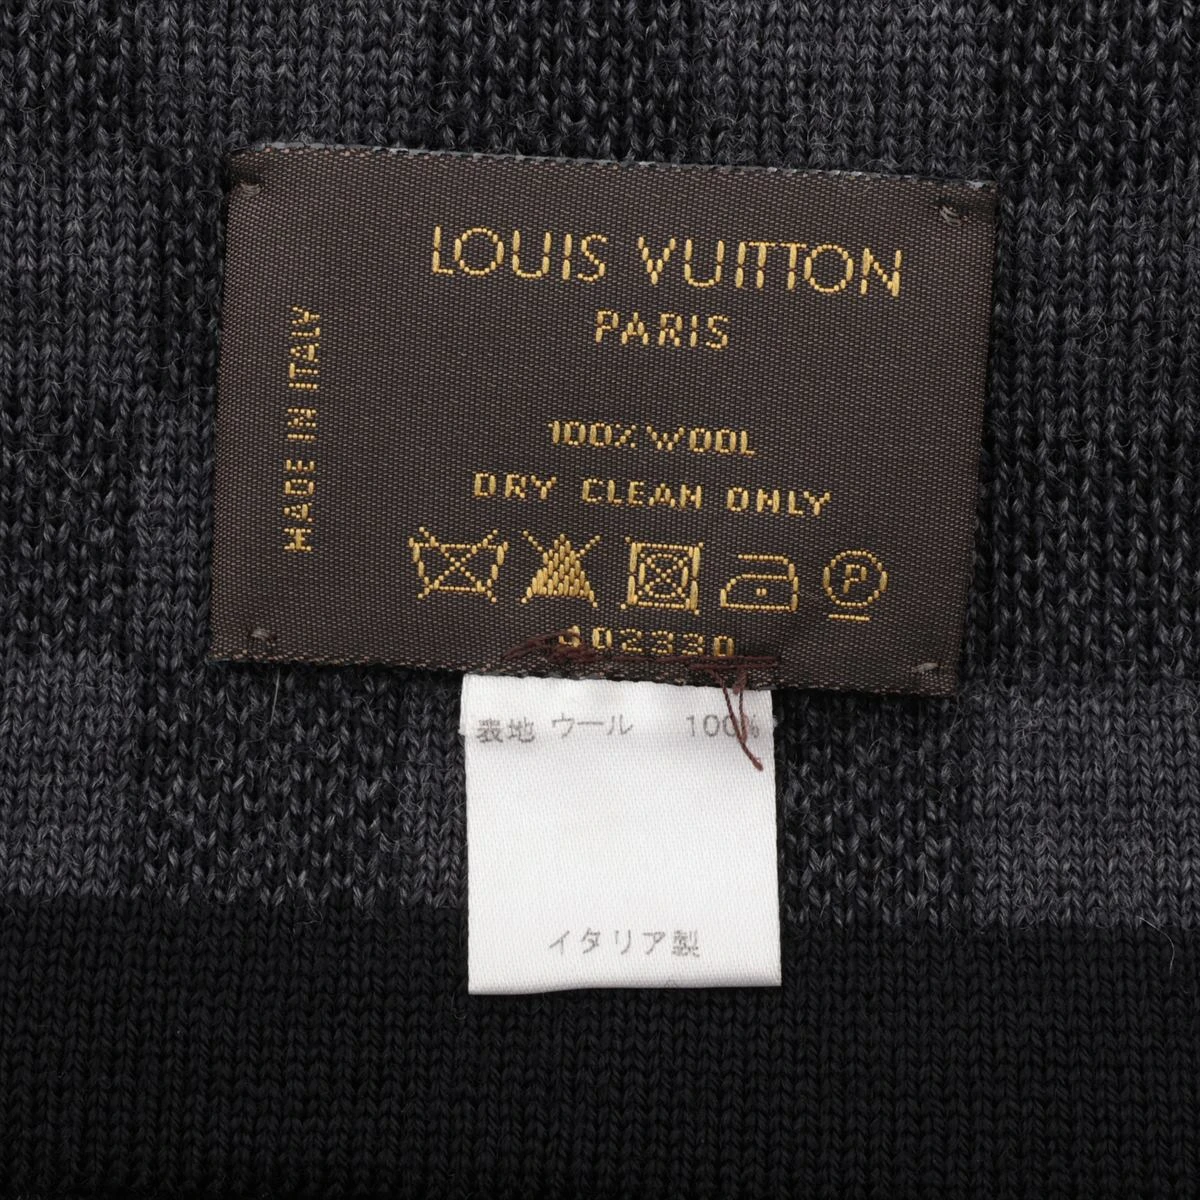 LOUIS VUITTON
PARIS
MADE IN ITALY
100% WOOL
DRY CLEAN ONLY
P
402330
表地 ウール 100%
イタリア製